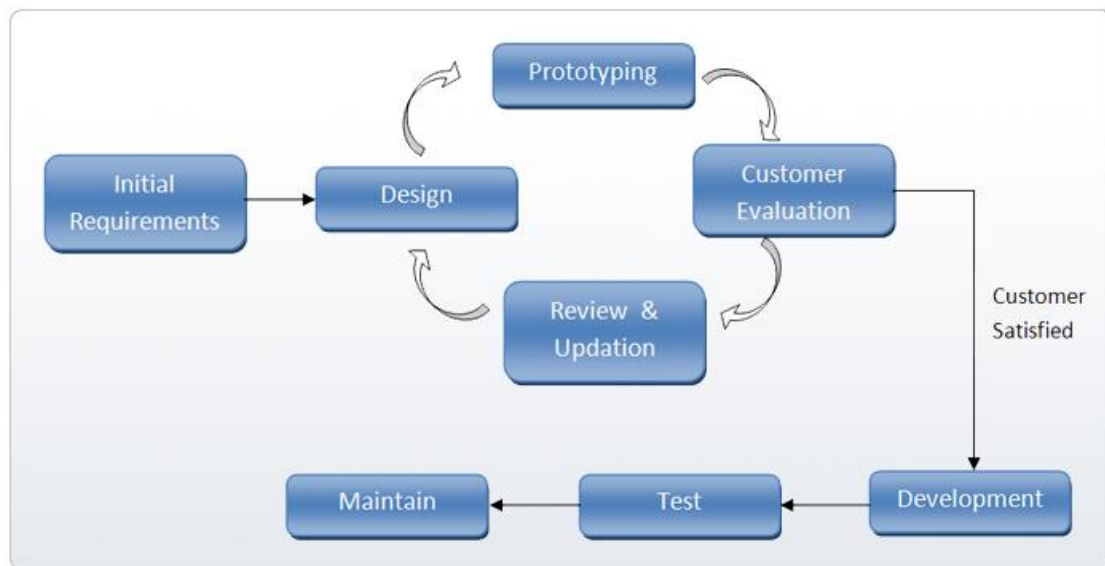 Prototyping
Initial
Requirements
Design
Customer
Evaluation
Review & 
Updation
Customer
Satisfied
Maintain
Test
Development